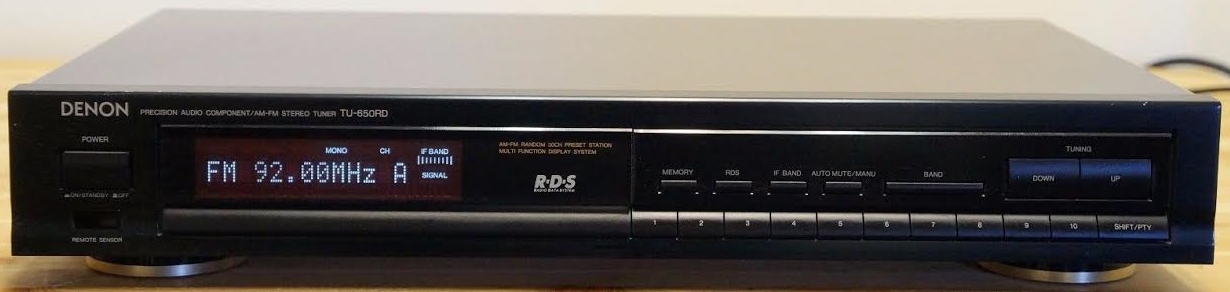 DENON PRECISION AUDIO COMPONENT/AM-FM STEREO TUNER TU-650RD
POWER
ON/STANDBY OFF
REMOTE SENSOR
MONO CH IF BAND
FM 92.00MHz A
SIGNAL
AM-FM RANDOM 30CH PRESET STATION
MULTI FUNCTION DISPLAY SYSTEM
R·D·S
RADIO DATA SYSTEM
MEMORY RDS IF BAND AUTO MUTE/MANU BAND
TUNING
DOWN UP
1 2 3 4 5 6 7 8 9 10 SHIFT/PTY